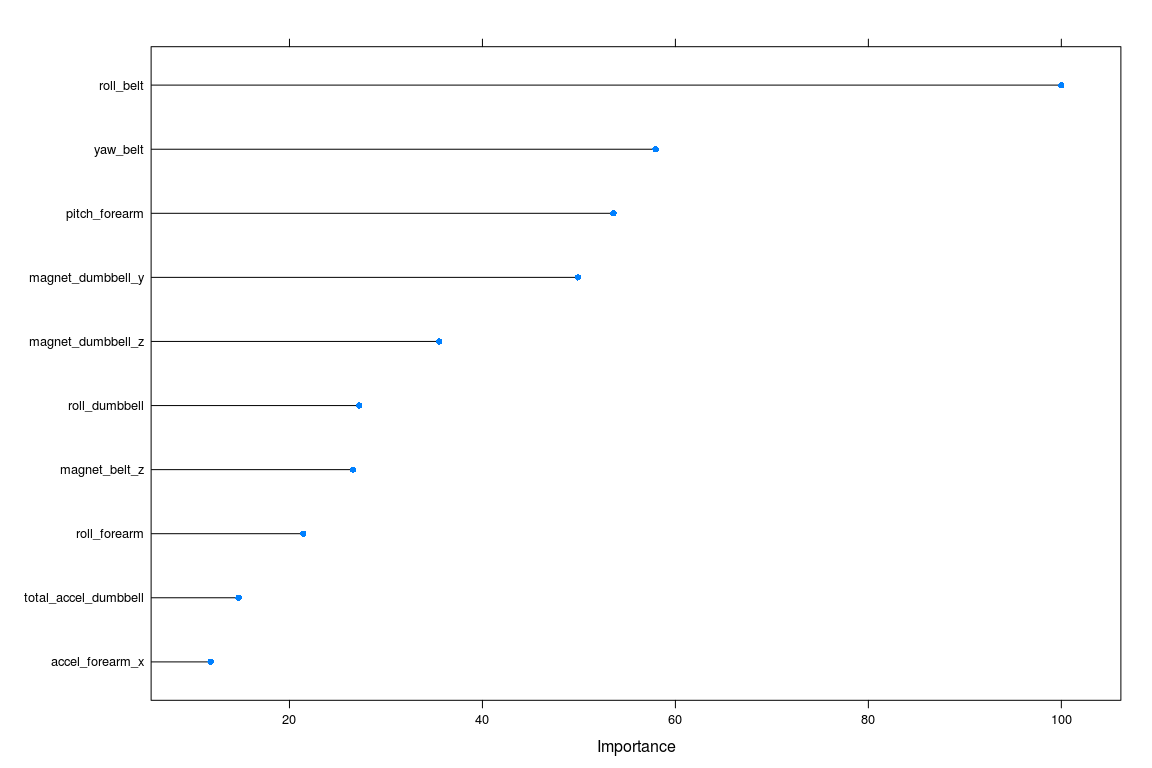 roll_belt
yaw_belt
pitch_forearm
magnet_dumbbell_y
magnet_dumbbell_z
roll_dumbbell
magnet_belt_z
roll_forearm
total_accel_dumbbell
accel_forearm_x
20 40 60 80 100
Importance